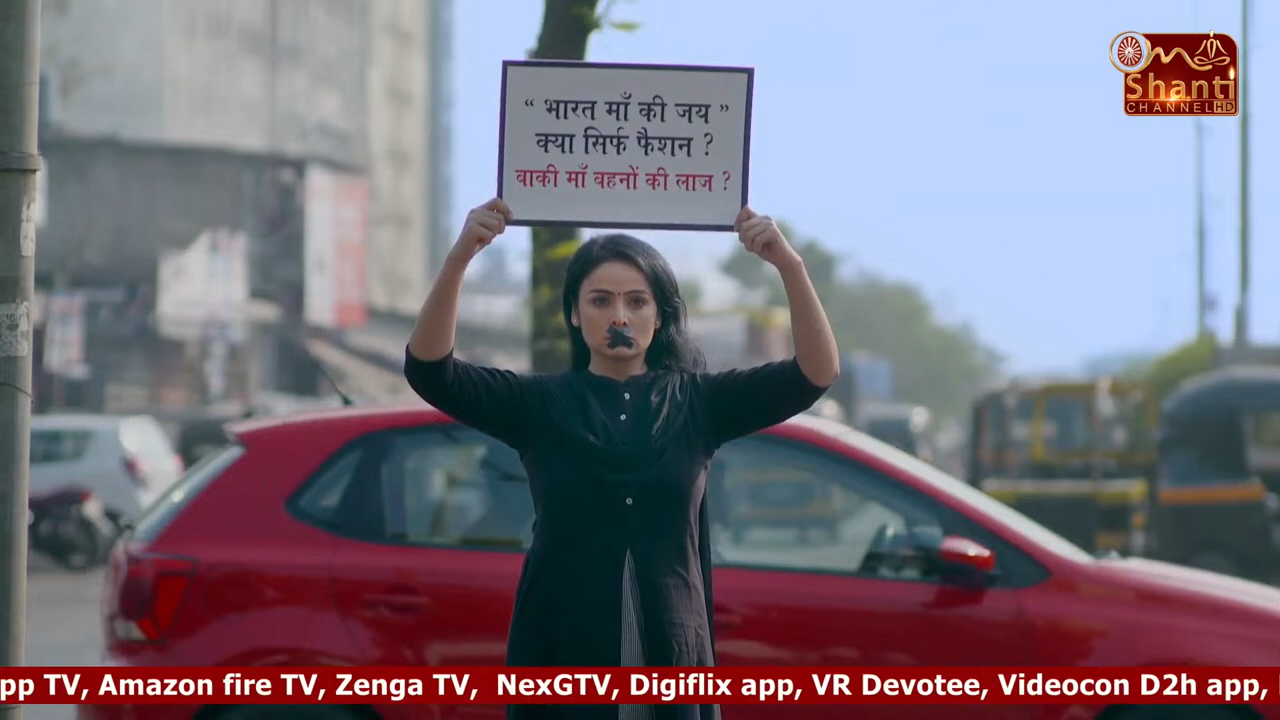 Om
Shanti
CHANNEL HD
“ भारत माँ की जय ”
क्या सिर्फ फैशन ?
वाकी माँ वहनों की लाज ?
pp TV, Amazon fire TV, Zenga TV, NexGTV, Digiflix app, VR Devotee, Videocon D2h app,